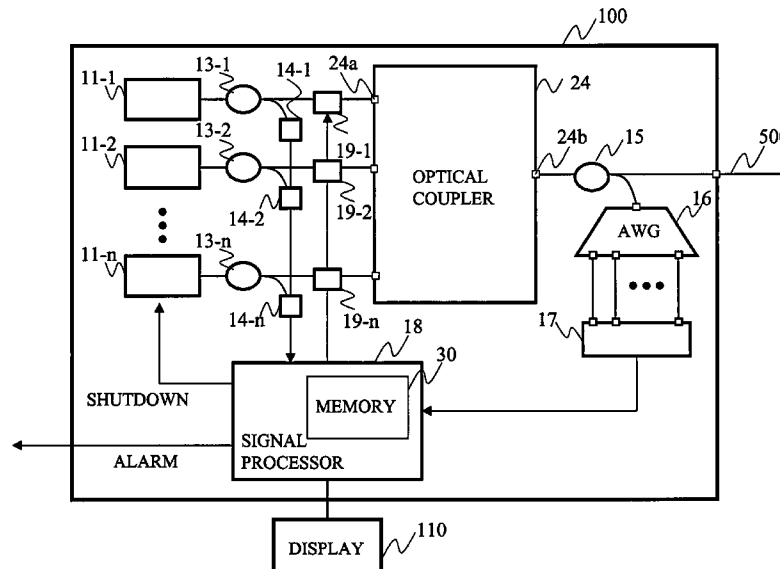 100
11-1
13-1
14-1
24a
24
11-2
13-2
19-1
24b
15
500
OPTICAL
COUPLER
14-2
19-2
16
AWG
11-n
13-n
14-n
19-n
17
18
30
SHUTDOWN
MEMORY
SIGNAL
PROCESSOR
ALARM
DISPLAY
110